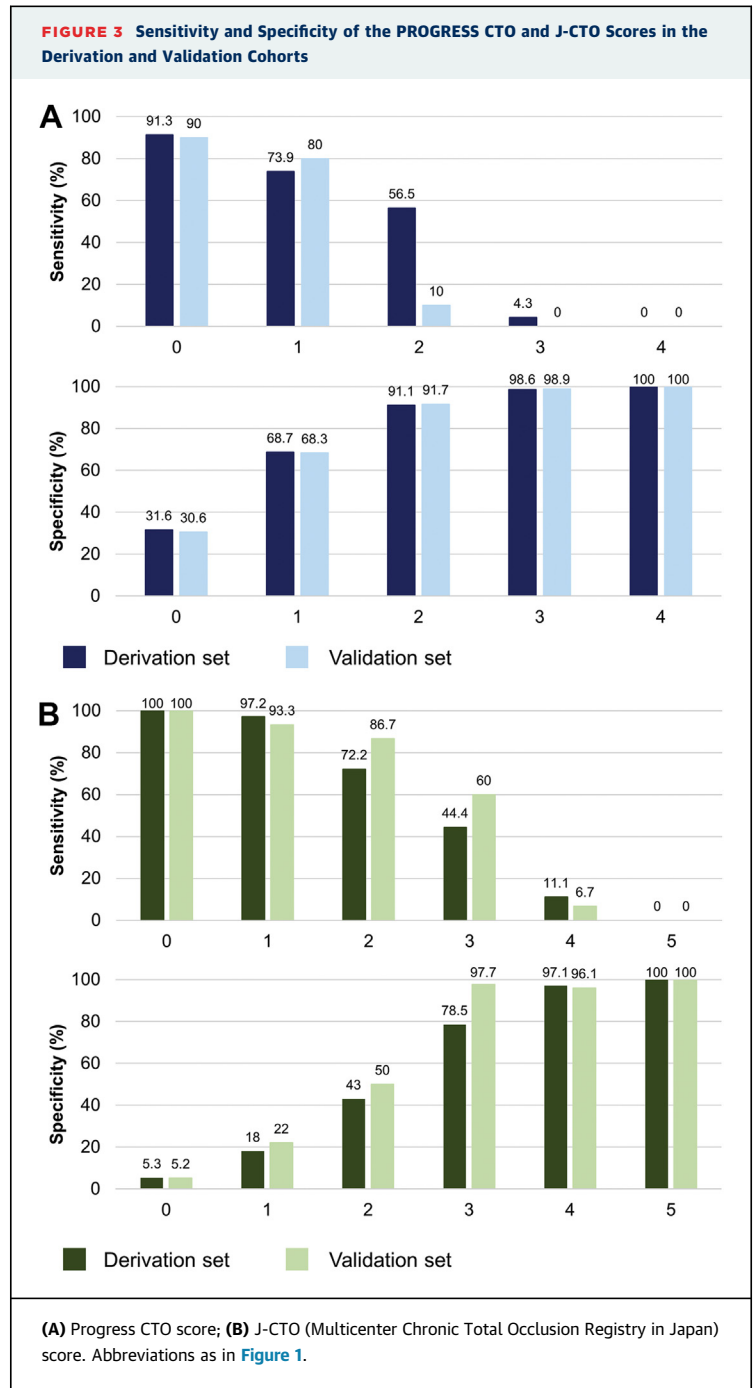 FIGURE 3 Sensitivity and Specificity of the PROGRESS CTO and J-CTO Scores in the
Derivation and Validation Cohorts
A
Sensitivity (%)
100
80
60
40
20
0
91.3 90
73.9 80
56.5 10
4.3 0
0 0
0 1 2 3 4
Specificity (%)
100
80
60
40
20
0
31.6 30.6
68.7 68.3
91.1 91.7
98.6 98.9
100 100
0 1 2 3 4
Derivation set Validation set
B
Sensitivity (%)
100
80
60
40
20
0
100 100
97.2 93.3
72.2 86.7
44.4 60
11.1 6.7
0 0
0 1 2 3 4 5
Specificity (%)
100
80
60
40
20
0
5.3 5.2
18 22
43 50
78.5 97.7
97.1 96.1
100 100
0 1 2 3 4 5
Derivation set Validation set
(A) Progress CTO score; (B) J-CTO (Multicenter Chronic Total Occlusion Registry in Japan)
score. Abbreviations as in Figure 1.